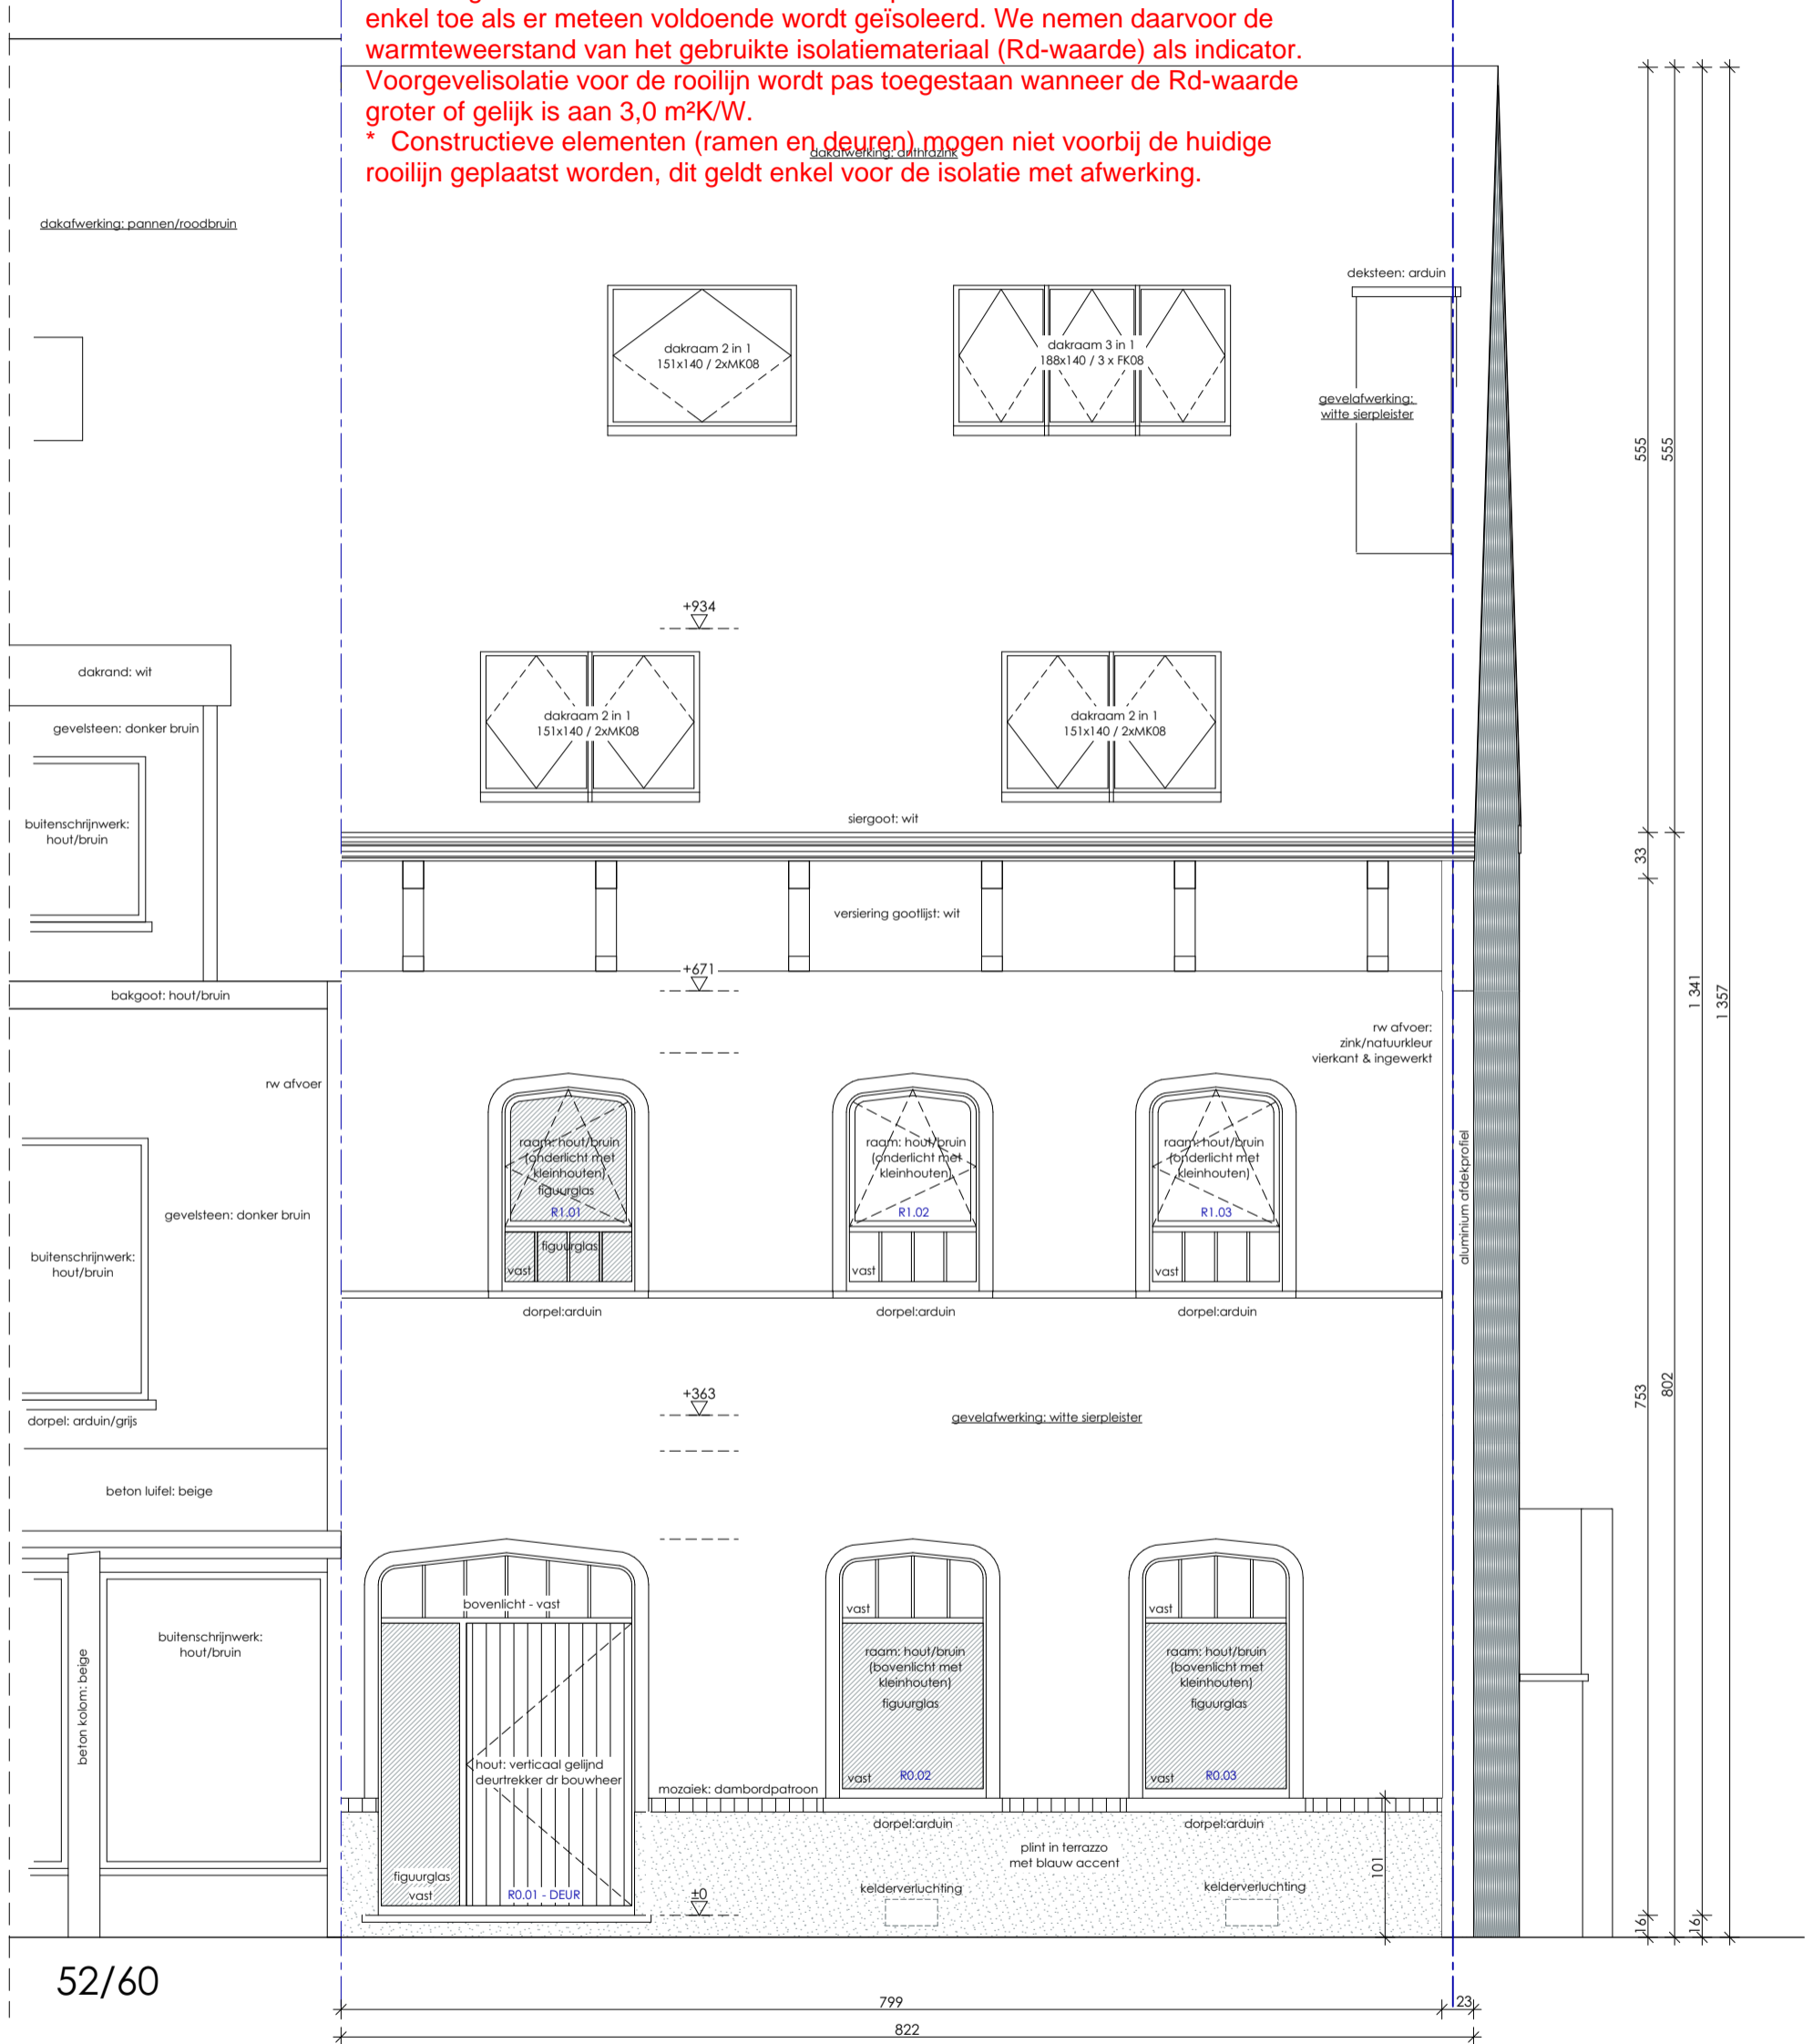 enkel toe als er meteen voldoende wordt geïsoleerd. We nemen daarvoor de
warmteweerstand van het gebruikte isolatiemateriaal (Rd-waarde) als indicator.
Voorgevelisolatie voor de rooilijn wordt pas toegestaan wanneer de Rd-waarde
groter of gelijk is aan 3,0 m²K/W.
* Constructieve elementen (ramen en deuren) mogen niet voorbij de huidige
rooilijn geplaatst worden, dit geldt enkel voor de isolatie met afwerking.
dakafwerking: anthrazink
dakafwerking: pannen/roodbruin
deksteen: arduin
dakraam 2 in 1
151x140 / 2xMK08
dakraam 3 in 1
188x140 / 3 x FK08
gevelafwerking:
witte sierpleister
555
555
+934
dakrand: wit
gevelsteen: donker bruin
dakraam 2 in 1
151x140 / 2xMK08
dakraam 2 in 1
151x140 / 2xMK08
buitenschrijnwerk:
hout/bruin
siergoot: wit
33
versiering gootlijst: wit
+671
bakgoot: hout/bruin
1 341
1 357
rw afvoer:
zink/natuurkleur
vierkant & ingewerkt
rw afvoer
raam: hout/bruin
(onderlicht met
kleinhouten)
figuurglas
R1.01
figuurglas
vast
raam: hout/bruin
(onderlicht met
kleinhouten)
R1.02
vast
raam: hout/bruin
(onderlicht met
kleinhouten)
R1.03
vast
aluminium afdekprofiel
gevelsteen: donker bruin
buitenschrijnwerk:
hout/bruin
dorpel:arduin
dorpel:arduin
dorpel:arduin
+363
753
802
dorpel: arduin/grijs
gevelafwerking: witte sierpleister
beton luifel: beige
bovenlicht - vast
vast
vast
buitenschrijnwerk:
hout/bruin
beton kolom: beige
raam: hout/bruin
(bovenlicht met
kleinhouten)
figuurglas
vast
R0.02
raam: hout/bruin
(bovenlicht met
kleinhouten)
figuurglas
vast
R0.03
hout: verticaal gelijnd
deurtrekker dr bouwheer
mozaiek: dambordpatroon
dorpel:arduin
dorpel:arduin
plint in terrazzo
met blauw accent
101
figuurglas
vast
R0.01 - DEUR
±0
kelderverluchting
kelderverluchting
16
16
52/60
799
23
822